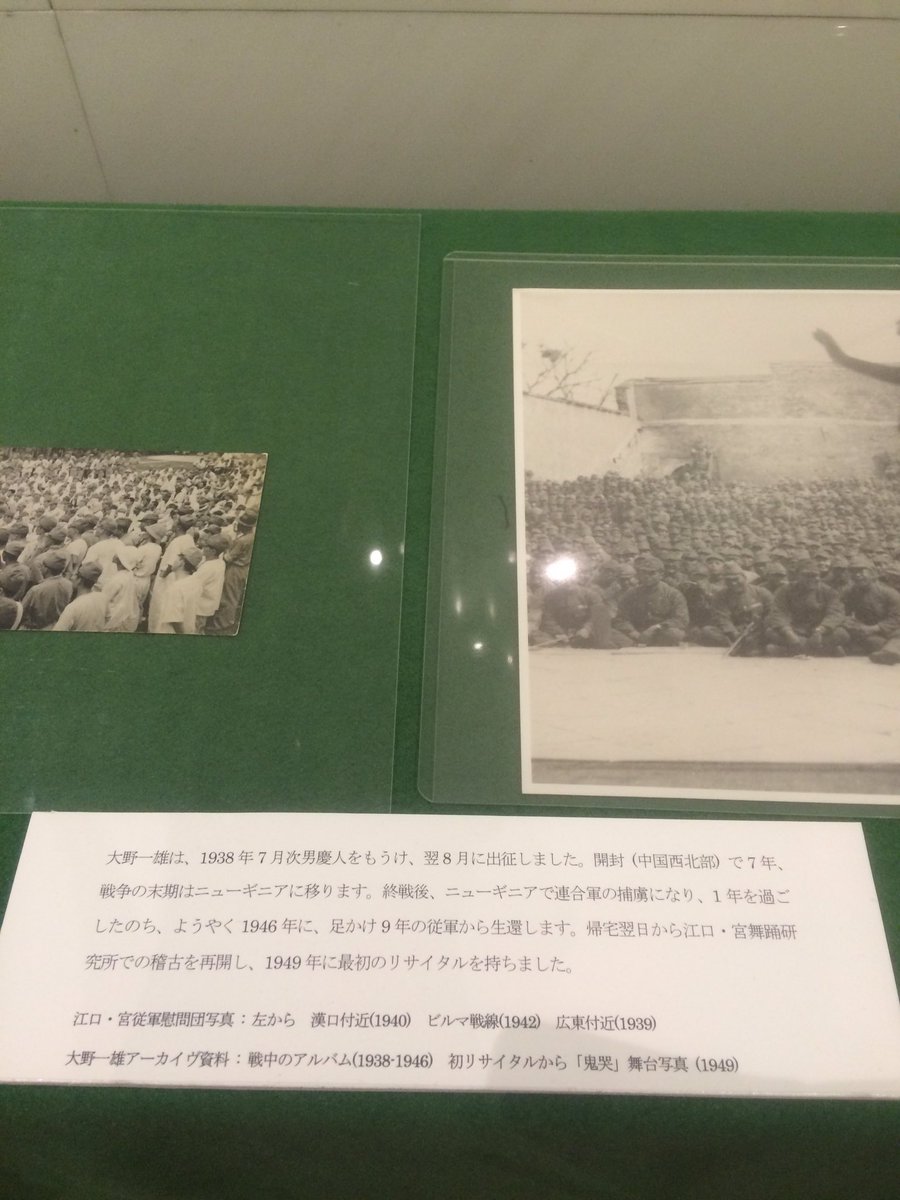 大野一雄は、1938年7月次男慶人をもうけ、翌8月に出征しました。開封（中国西北部）で7年、
戦争の末期はニューギニアに移ります。終戦後、ニューギニアで連合軍の捕虜になり、1年を過ご
したのち、ようやく1946年に、足かけ9年の従軍から生還します。帰宅翌日から江口・宮舞踊研
究所での稽古を再開し、1949年に最初のリサイタルを持ちました。
江口・宮従軍慰問団写真：左から　漢口付近(1940)　ビルマ戦線(1942)　広東付近(1939)
大野一雄アーカイヴ資料：戦中のアルバム(1938-1946)　初リサイタルから「鬼哭」舞台写真（1949）